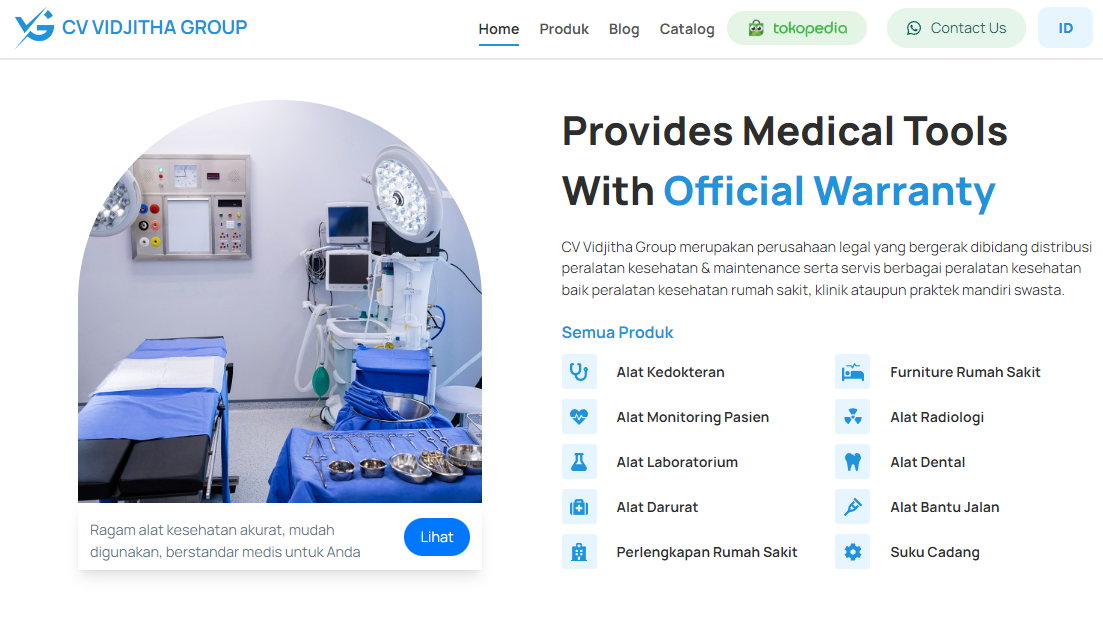 CV VIDJITHA GROUP
Home
Produk
Blog
Catalog
tokopedia
Contact Us
ID
Provides Medical Tools
With Official Warranty
CV Vidjitha Group merupakan perusahaan legal yang bergerak dibidang distribusi
peralatan kesehatan & maintenance serta servis berbagai peralatan kesehatan
baik peralatan kesehatan rumah sakit, klinik ataupun praktek mandiri swasta.
Semua Produk
Alat Kedokteran
Furniture Rumah Sakit
Alat Monitoring Pasien
Alat Radiologi
Alat Laboratorium
Alat Dental
Alat Darurat
Alat Bantu Jalan
Perlengkapan Rumah Sakit
Suku Cadang
Ragam alat kesehatan akurat, mudah
digunakan, berstandar medis untuk Anda
Lihat